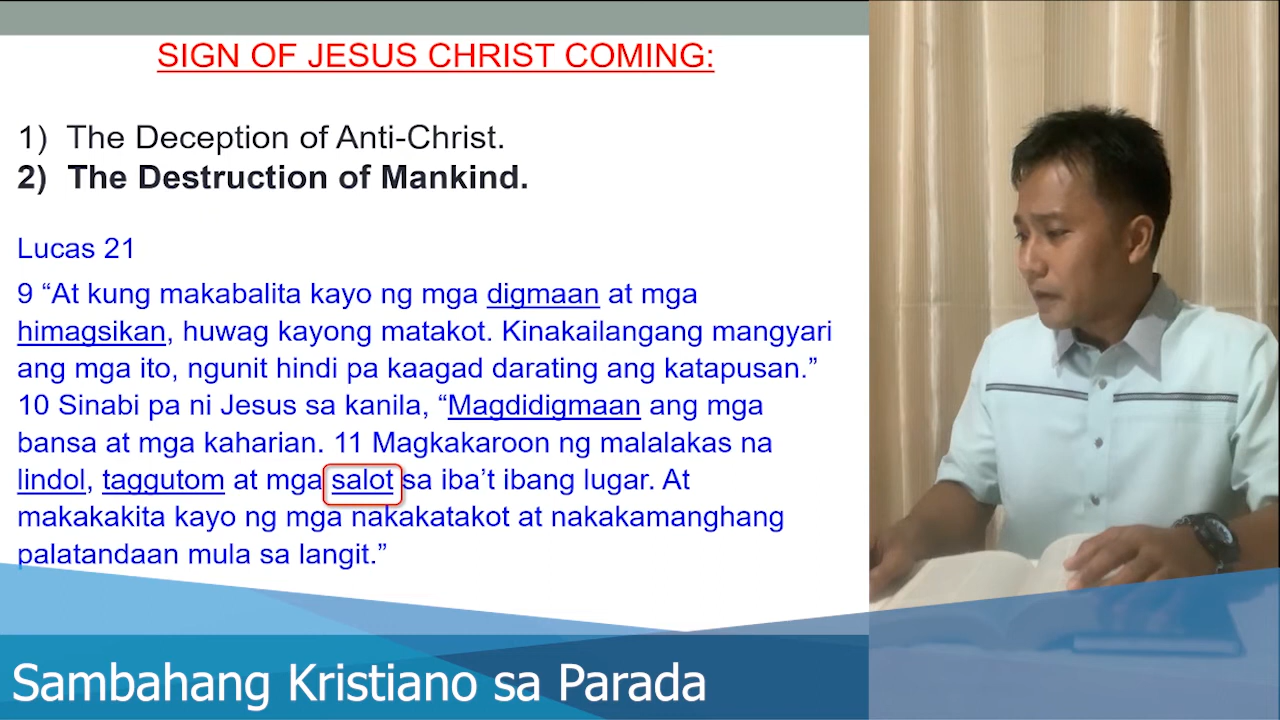 SIGN OF JESUS CHRIST COMING:
1) The Deception of Anti-Christ.
2) The Destruction of Mankind.
Lucas 21
9 “At kung makabalita kayo ng mga digmaan at mga
himagsikan, huwag kayong matakot. Kinakailangang mangyari
ang mga ito, ngunit hindi pa kaagad darating ang katapusan.”
10 Sinabi pa ni Jesus sa kanila, “Magdidigmaan ang mga
bansa at mga kaharian. 11 Magkakaroon ng malalakas na
lindol, taggutom at mga salot sa iba’t ibang lugar. At
makakakita kayo ng mga nakakatakot at nakakamanghang
palatandaan mula sa langit.”
Sambahang Kristiano sa Parada